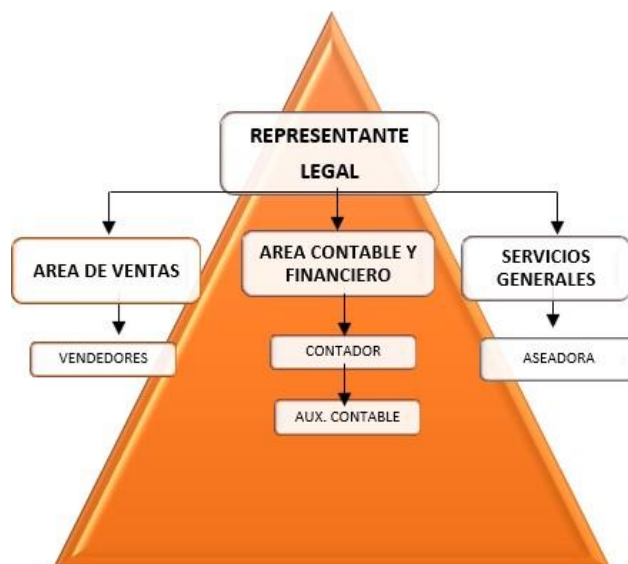 REPRESENTANTE
LEGAL
AREA DE VENTAS
AREA CONTABLE Y
FINANCIERO
SERVICIOS
GENERALES
VENDEDORES
CONTADOR
ASEADORA
AUX. CONTABLE